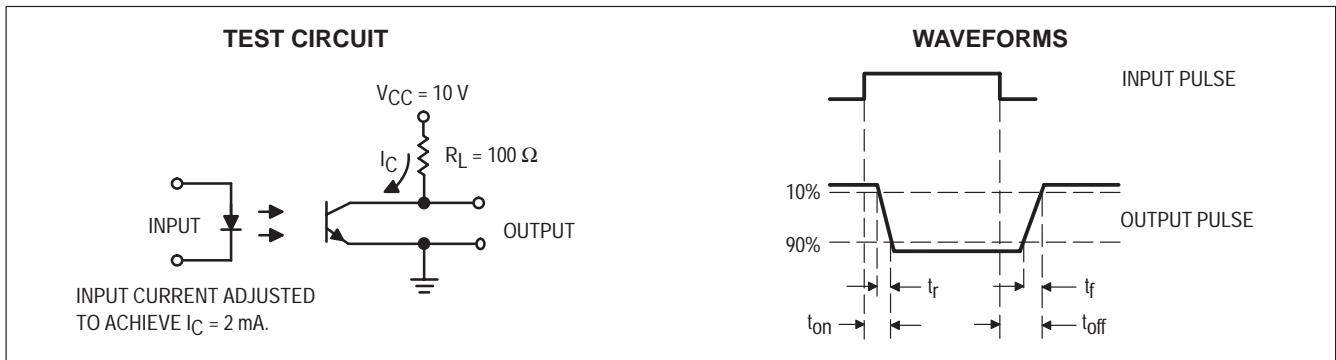 TEST CIRCUIT
VCC = 10 V
IC
RL = 100 Ω
INPUT
OUTPUT
INPUT CURRENT ADJUSTED
TO ACHIEVE IC = 2 mA.
WAVEFORMS
INPUT PULSE
10%
OUTPUT PULSE
90%
tr
tf
ton
toff